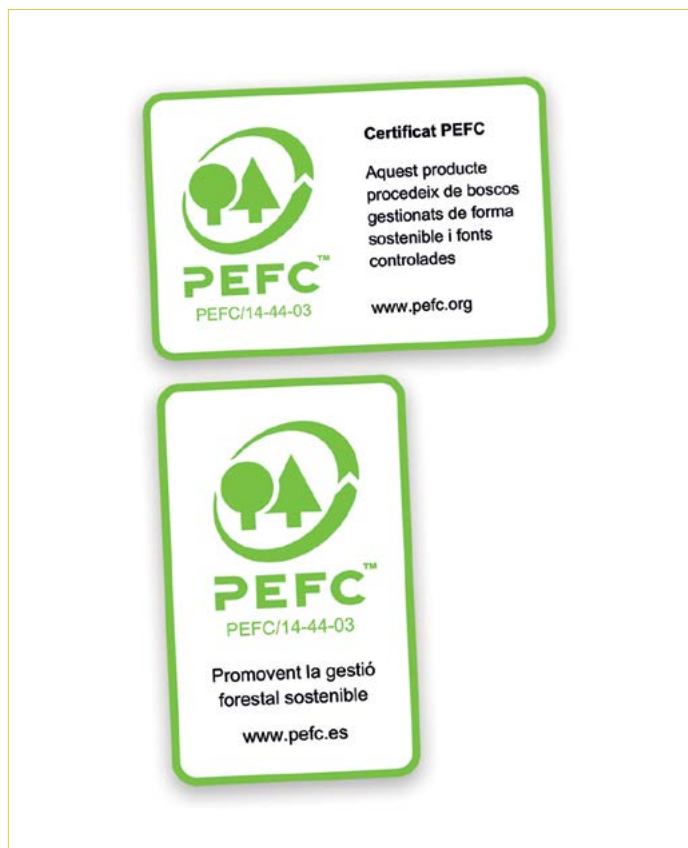 PEFC™
PEFC/14-44-03
Certificat PEFC
Aquest producte
procedeix de boscos
gestionats de forma
sostenible i fonts
controlades
www.pefc.org
PEFC™
PEFC/14-44-03
Promovent la gestió
forestal sostenible
www.pefc.es